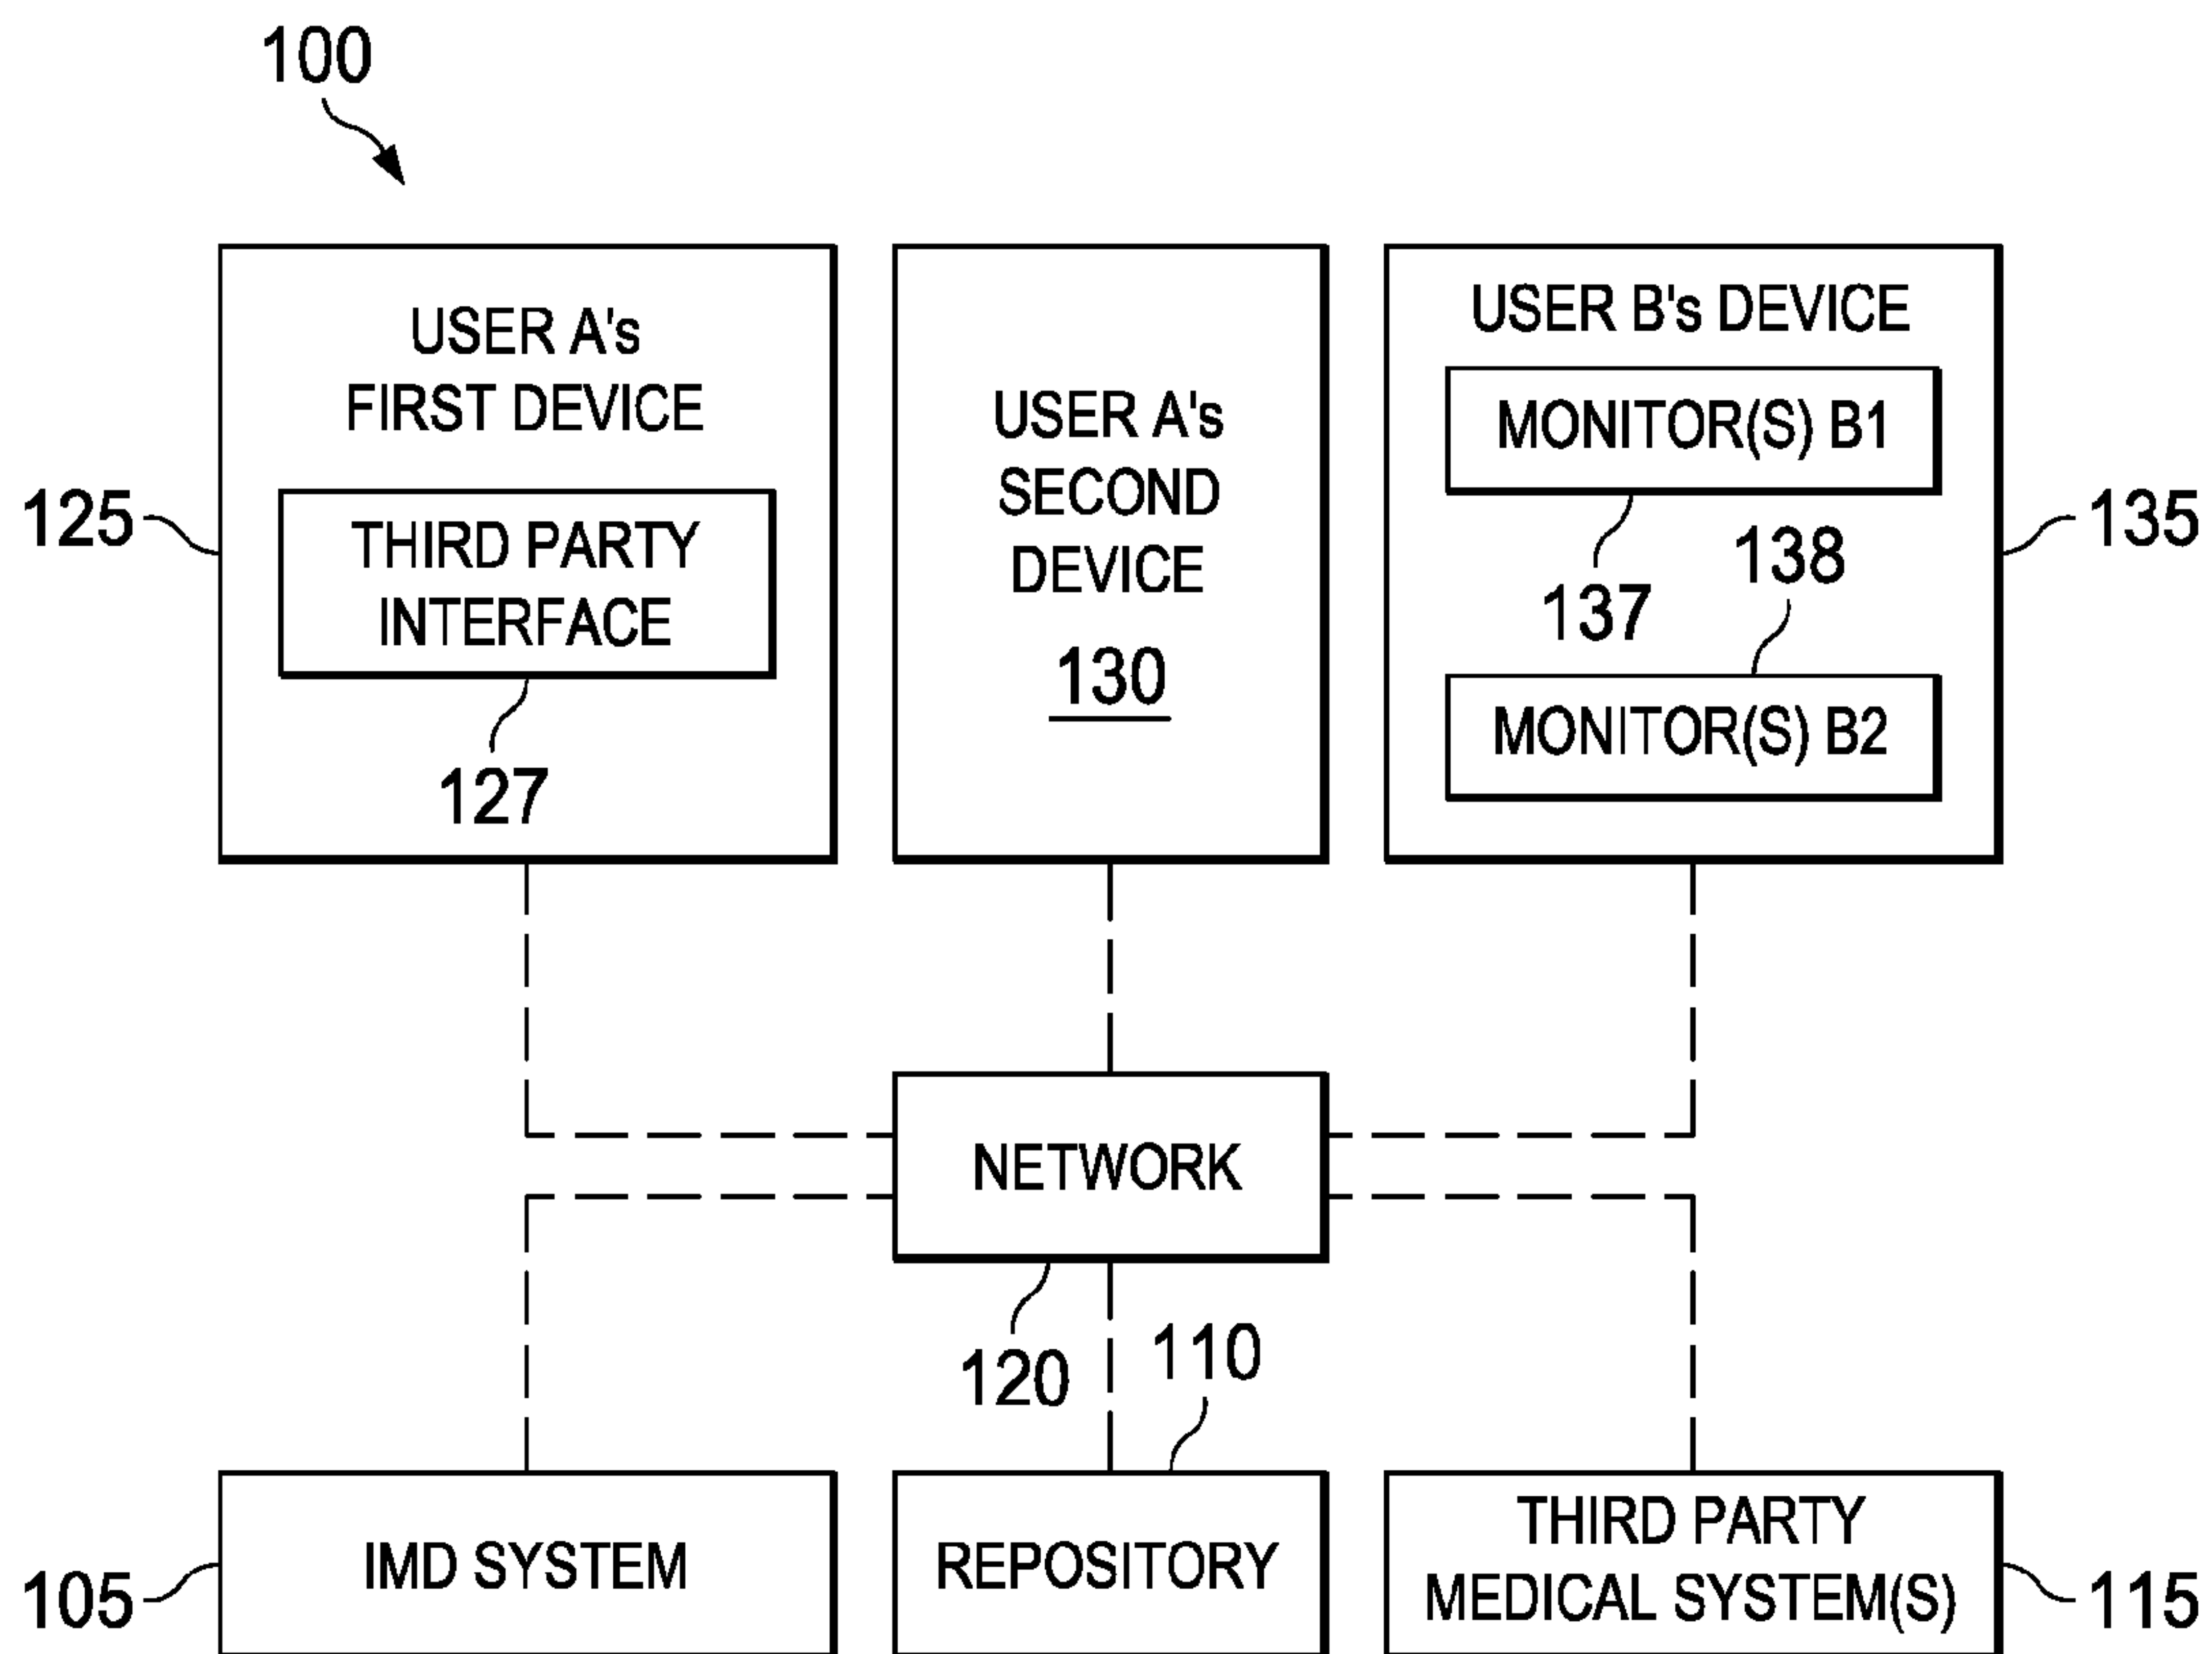 100
USER A's
FIRST DEVICE
THIRD PARTY
INTERFACE
125
127
USER A's
SECOND
DEVICE
130
USER B's DEVICE
MONITOR(S) B1
137
138
MONITOR(S) B2
135
NETWORK
120
110
IMD SYSTEM
105
REPOSITORY
THIRD PARTY
MEDICAL SYSTEM(S)
115